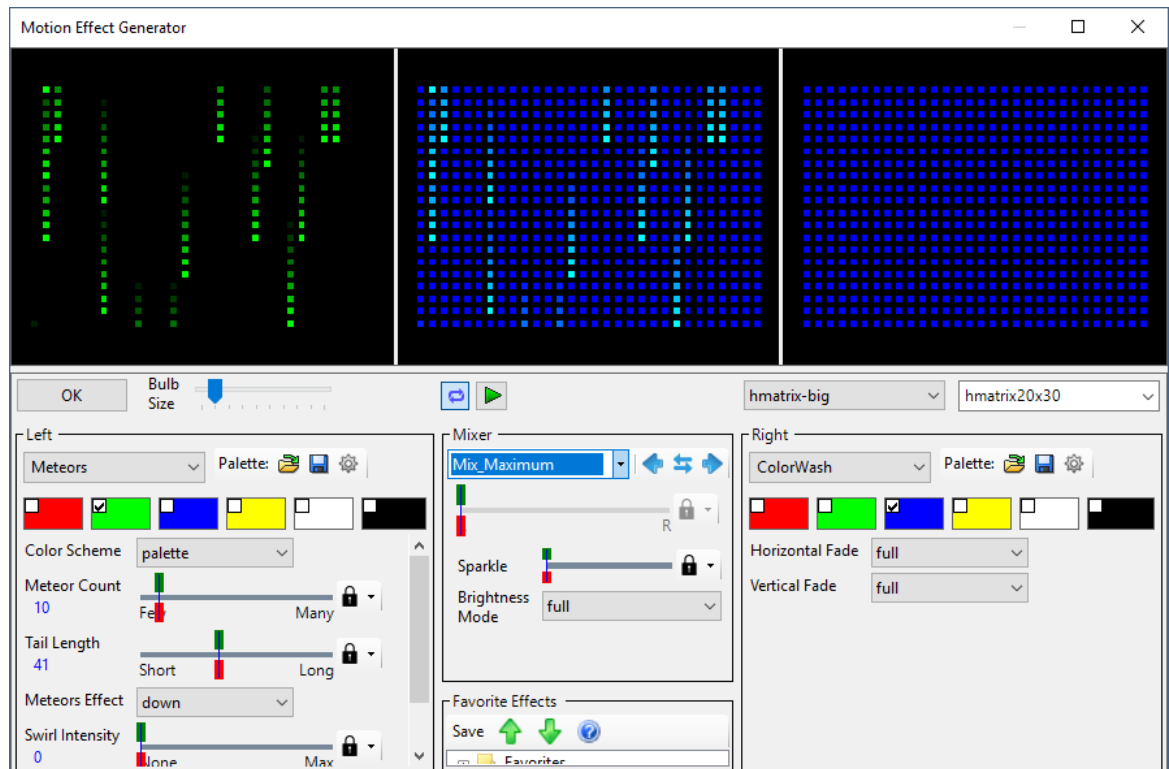 Motion Effect Generator
OK
Bulb Size
hmatrix-big
hmatrix20x30
Left
Meteors
Palette:
Color Scheme
palette
Meteor Count
10
Few
Many
Tail Length
41
Short
Long
Meteors Effect
down
Swirl Intensity
0
None
Max
Mixer
Mix_Maximum
R
Sparkle
Brightness Mode
full
Favorite Effects
Save
Favorites
Right
ColorWash
Palette:
Horizontal Fade
full
Vertical Fade
full